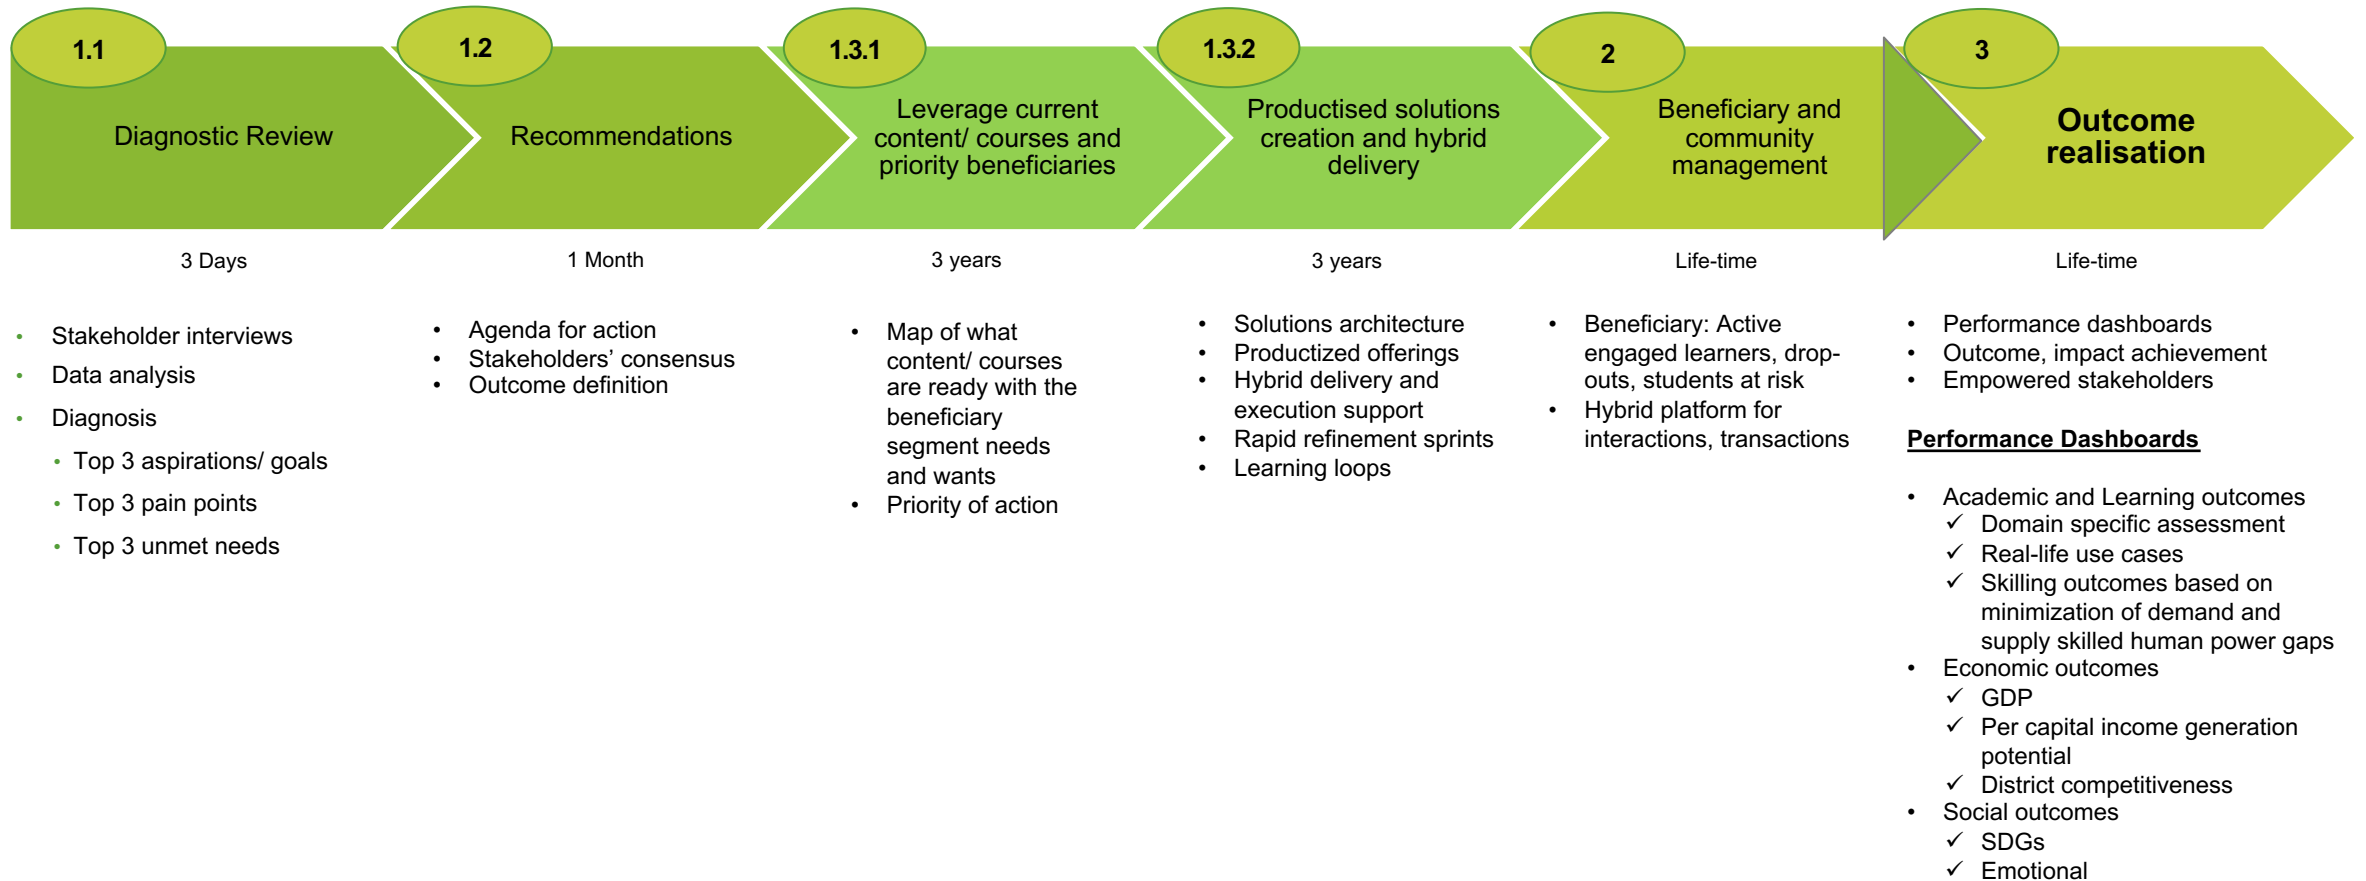 1.1
Diagnostic Review
3 Days
• Stakeholder interviews
• Data analysis
• Diagnosis
• Top 3 aspirations/ goals
• Top 3 pain points
• Top 3 unmet needs
1.2
Recommendations
1 Month
• Agenda for action
• Stakeholders’ consensus
• Outcome definition
1.3.1
Leverage current
content/ courses and
priority beneficiaries
3 years
• Map of what
content/ courses
are ready with the
beneficiary
segment needs
and wants
• Priority of action
1.3.2
Productised solutions
creation and hybrid
delivery
3 years
• Solutions architecture
• Productized offerings
• Hybrid delivery and
execution support
• Rapid refinement sprints
• Learning loops
2
Beneficiary and
community
management
Life-time
• Beneficiary: Active
engaged learners, drop-
outs, students at risk
• Hybrid platform for
interactions, transactions
3
Outcome
realisation
Life-time
• Performance dashboards
• Outcome, impact achievement
• Empowered stakeholders
Performance Dashboards
• Academic and Learning outcomes
✓ Domain specific assessment
✓ Real-life use cases
✓ Skilling outcomes based on
minimization of demand and
supply skilled human power gaps
• Economic outcomes
✓ GDP
✓ Per capital income generation
potential
✓ District competitiveness
• Social outcomes
✓ SDGs
✓ Emotional